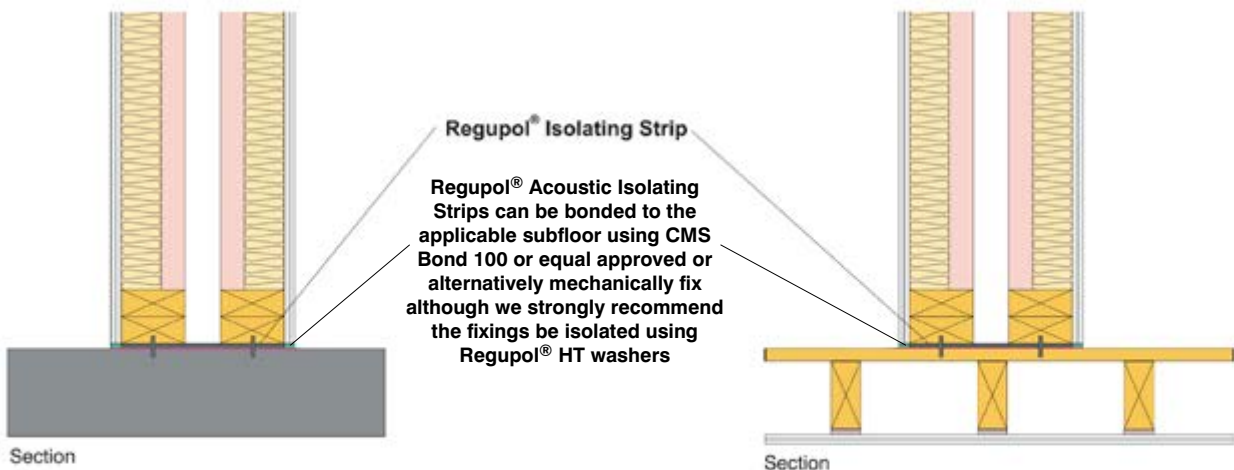 Regupol® Isolating Strip
Regupol® Acoustic Isolating
Strips can be bonded to the
applicable subfloor using CMS
Bond 100 or equal approved or
alternatively mechanically fix
although we strongly recommend
the fixings be isolated using
Regupol® HT washers
Section
Section